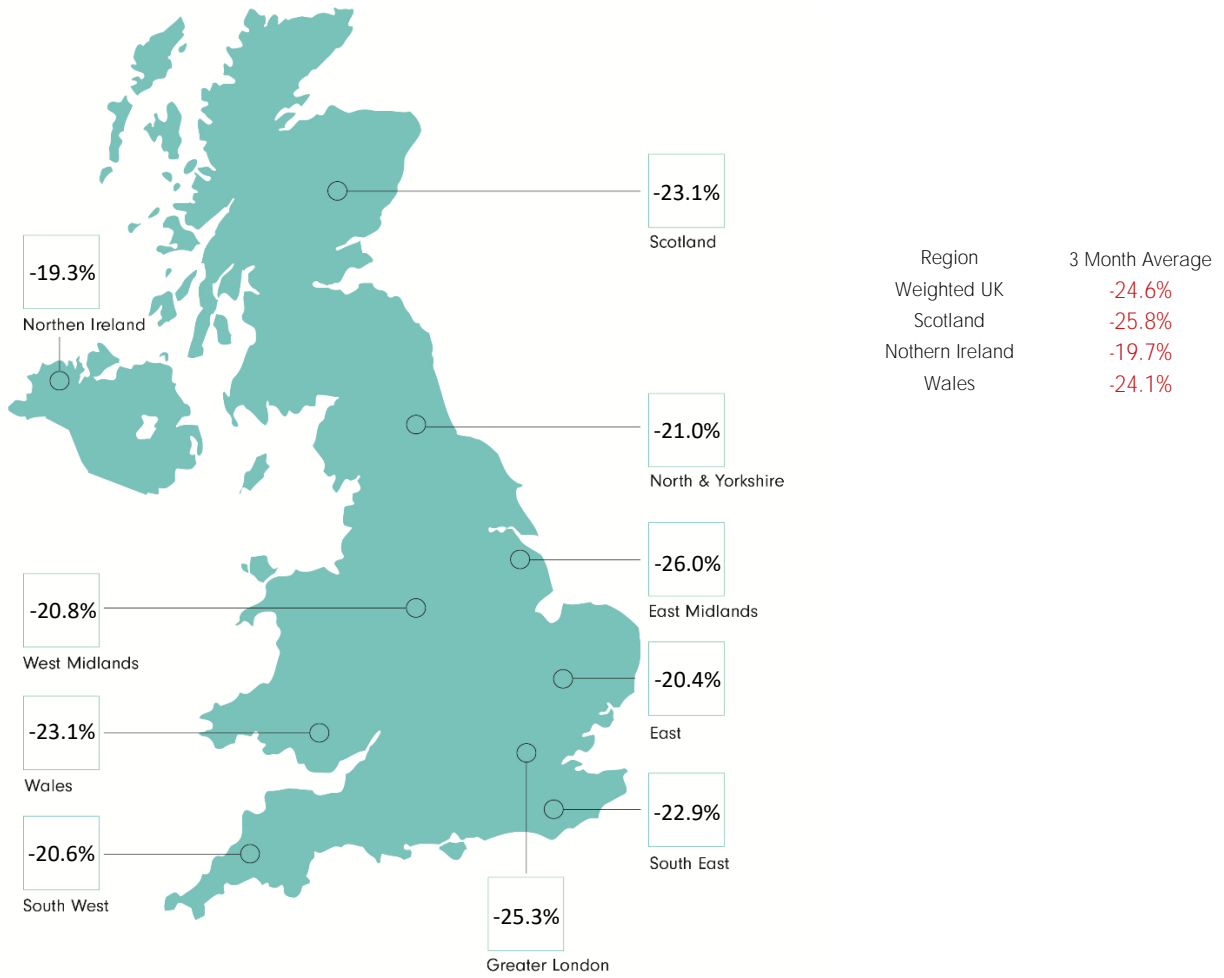 -23.1%
Scotland
-19.3%
Northen Ireland
-21.0%
North & Yorkshire
-26.0%
East Midlands
-20.8%
West Midlands
-20.4%
East
-23.1%
Wales
-22.9%
South East
-20.6%
South West
-25.3%
Greater London
Region 3 Month Average
Weighted UK -24.6%
Scotland -25.8%
Nothern Ireland -19.7%
Wales -24.1%